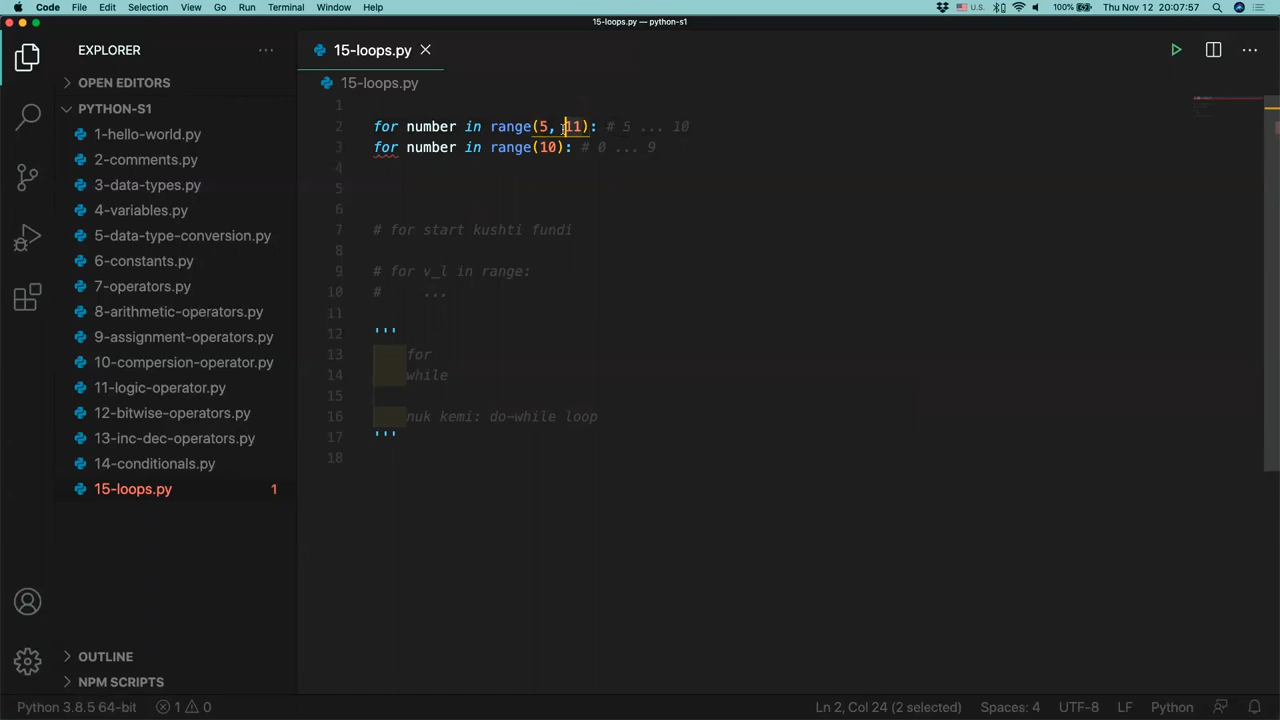 Code File Edit Selection View Go Run Terminal Window Help U.S. 100% Thu Nov 12 20:07:57
15-loops.py — python-s1
EXPLORER
OPEN EDITORS
PYTHON-S1
1-hello-world.py
2-comments.py
3-data-types.py
4-variables.py
5-data-type-conversion.py
6-constants.py
7-operators.py
8-arithmetic-operators.py
9-assignment-operators.py
10-compersion-operator.py
11-logic-operator.py
12-bitwise-operators.py
13-inc-dec-operators.py
14-conditionals.py
15-loops.py 1
OUTLINE
NPM SCRIPTS
15-loops.py
15-loops.py
1
2 for number in range(5, 11): # 5 ... 10
3 for number in range(10): # 0 ... 9
4
5
6
7 # for start kushti fundi
8
9 # for v_l in range:
10 # ...
11
12 '''
13 for
14 while
15
16 nuk kemi: do-while loop
17 '''
18
Python 3.8.5 64-bit 1 0 Ln 2, Col 24 (2 selected) Spaces: 4 UTF-8 LF Python